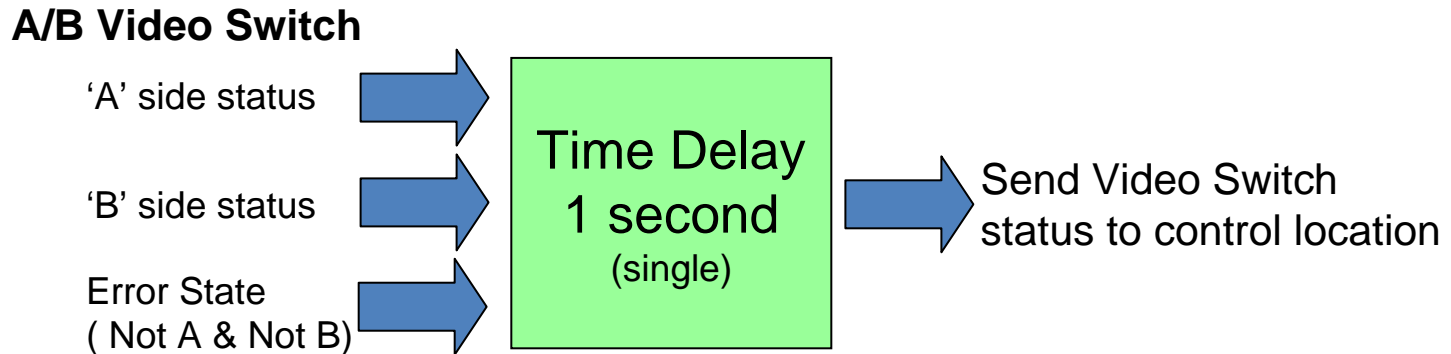 A/B Video Switch
‘A’ side status
‘B’ side status
Error State
( Not A & Not B)
Time Delay
1 second
(single)
Send Video Switch
status to control location